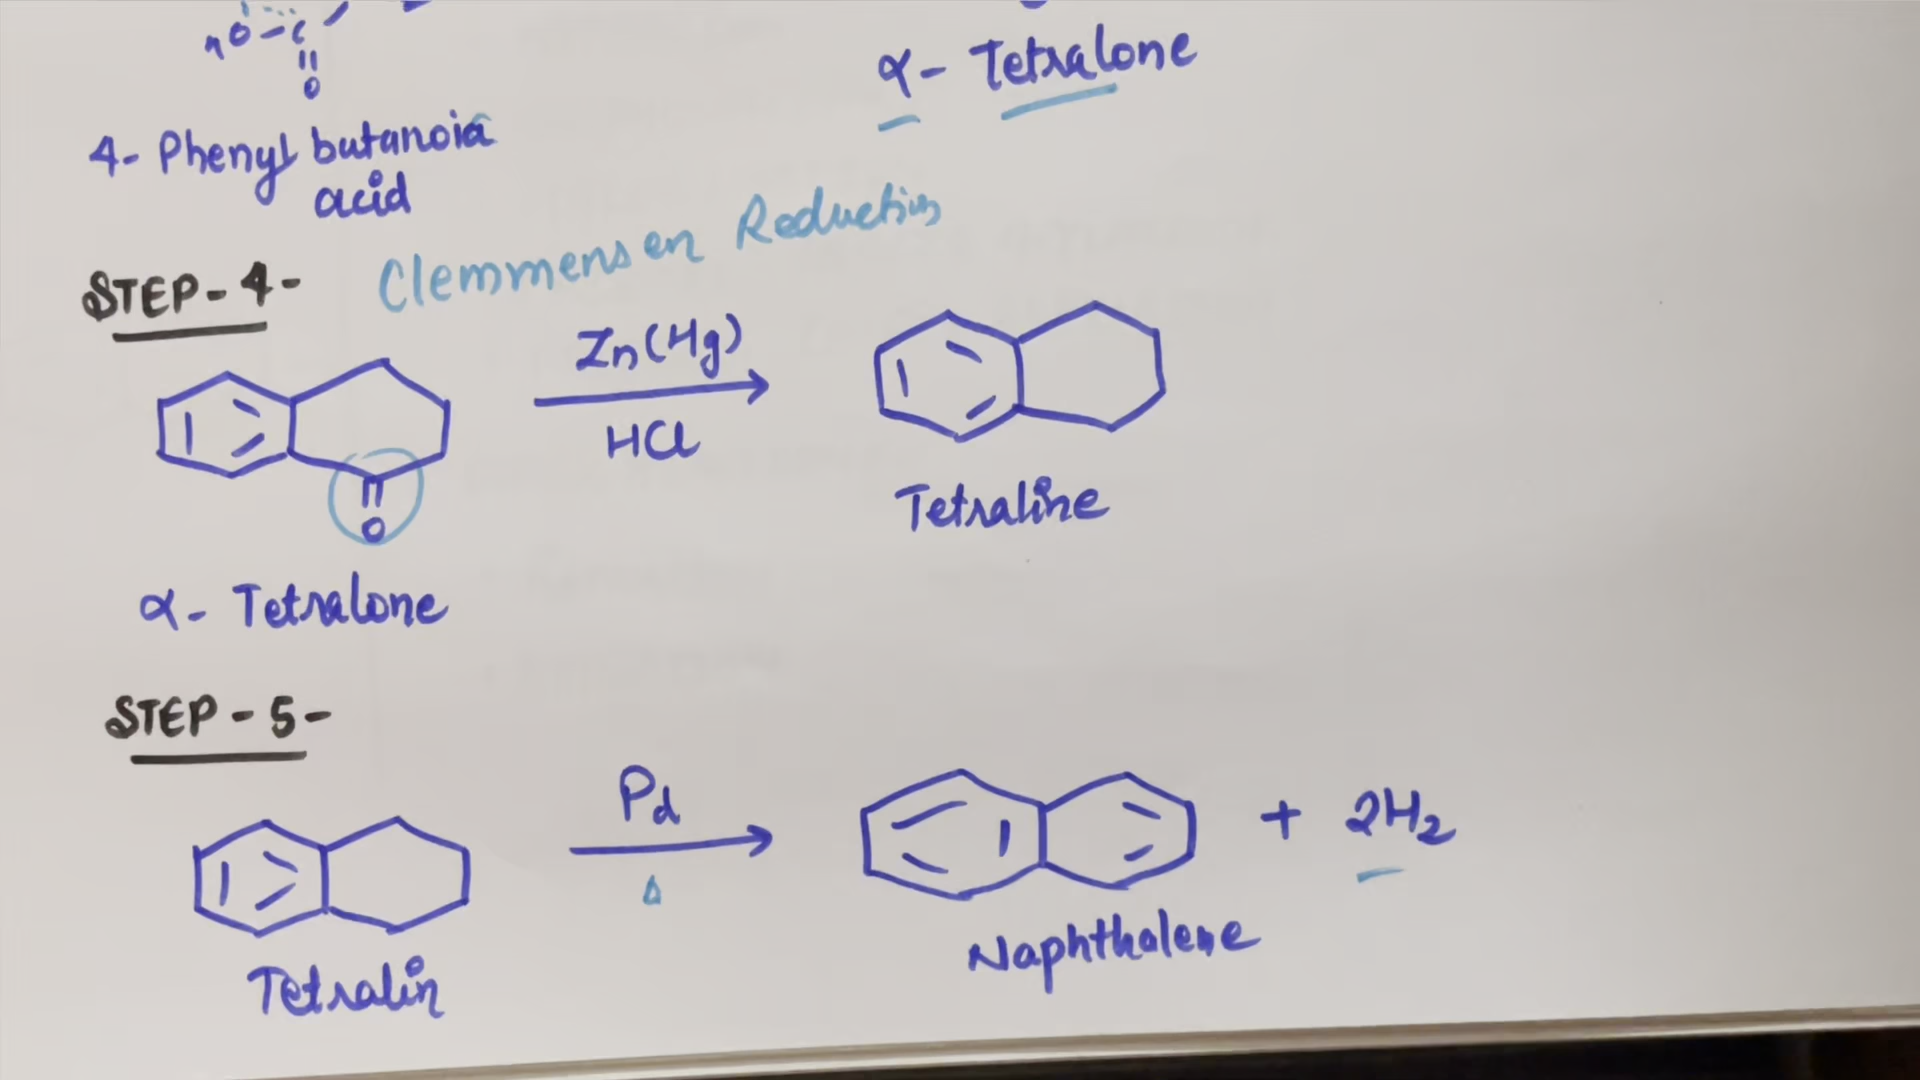 HO-C
O
α- Tetralone
4- Phenyl butanoic
acid
STEP-4- Clemmensen Reduction
Zn(Hg)
HCl
O
Tetraline
α- Tetralone
STEP-5-
Pd
Δ
+ 2H₂
Naphthalene
Tetralin